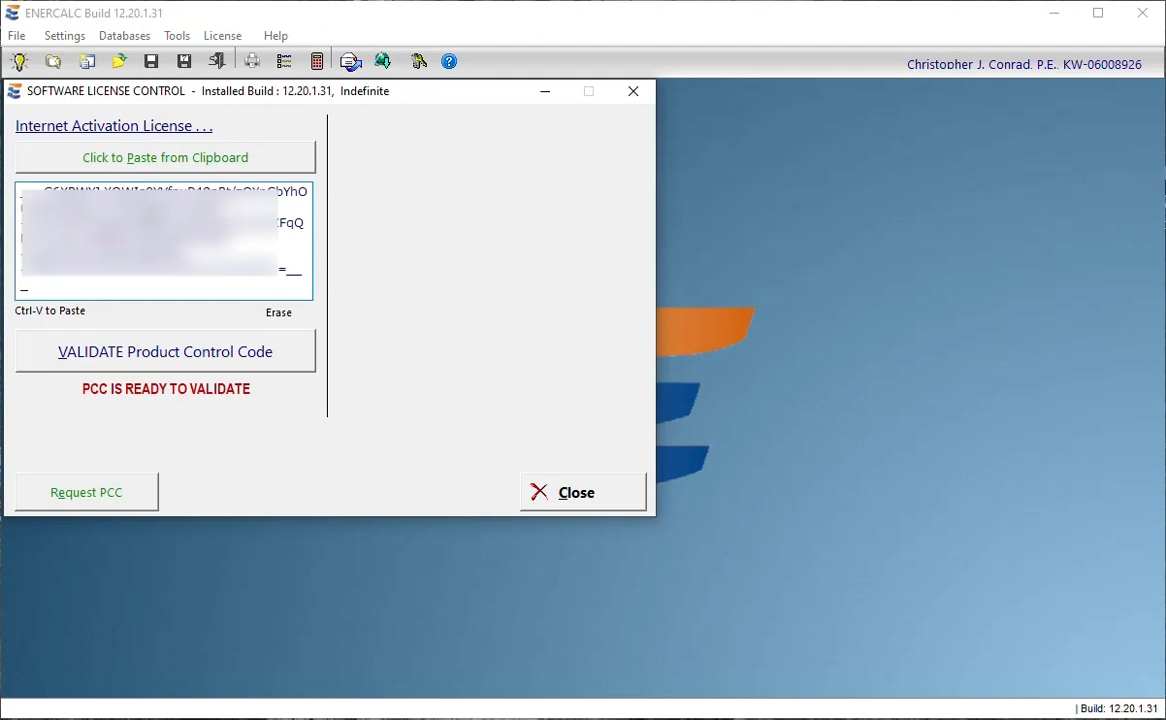 ENERCALC Build 12.20.1.31
File Settings Databases Tools License Help
Christopher J. Conrad, P.E., KW-06008926
SOFTWARE LICENSE CONTROL - Installed Build : 12.20.1.31, Indefinite
Internet Activation License . . .
Click to Paste from Clipboard
Ctrl-V to Paste
Erase
VALIDATE Product Control Code
PCC IS READY TO VALIDATE
Request PCC
Close
| Build: 12.20.1.31